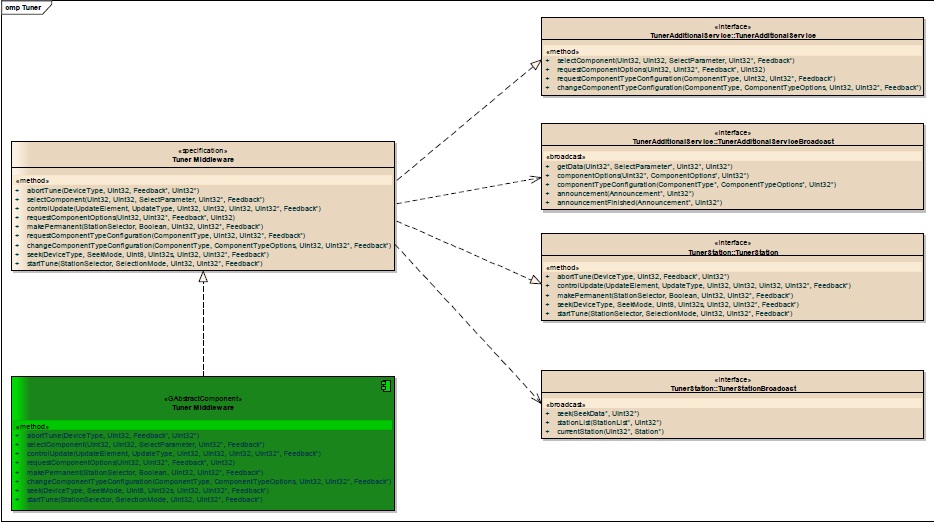 omp Tuner
«interface»
TunerAdditionalService::TunerAdditionalService
«method»
+ selectComponent(UInt32, UInt32, SelectParameter, UInt32*, Feedback*)
+ requestComponentOptions(UInt32, UInt32*, Feedback*, UInt32)
+ requestComponentTypeConfiguration(ComponentType, UInt32, UInt32*, Feedback*)
+ changeComponentTypeConfiguration(ComponentType, ComponentTypeOptions, UInt32, UInt32*, Feedback*)
«interface»
TunerAdditionalService::TunerAdditionalServiceBroadcast
«broadcast»
+ getData(UInt32*, SelectParameter*, UInt32*, UInt32*)
+ componentOptions(UInt32*, ComponentOptions*, UInt32*)
+ componentTypeConfiguration(ComponentType*, ComponentTypeOptions*, UInt32*)
+ announcement(Announcement*, UInt32*)
+ announcementFinished(Announcement*, UInt32*)
«specification»
Tuner Middleware
«method»
+ abortTune(DeviceType, UInt32, Feedback*, UInt32*)
+ selectComponent(UInt32, UInt32, SelectParameter, UInt32*, Feedback*)
+ controlUpdate(UpdateElement, UpdateType, UInt32, UInt32, UInt32, UInt32*, Feedback*)
+ requestComponentOptions(UInt32, UInt32*, Feedback*, UInt32)
+ makePermanent(StationSelector, Boolean, UInt32, UInt32*, Feedback*)
+ requestComponentTypeConfiguration(ComponentType, UInt32, UInt32*, Feedback*)
+ changeComponentTypeConfiguration(ComponentType, ComponentTypeOptions, UInt32, UInt32*, Feedback*)
+ seek(DeviceType, SeekMode, UInt8, UInt32s, UInt32, UInt32*, Feedback*)
+ startTune(StationSelector, SelectionMode, UInt32, UInt32*, Feedback*)
«interface»
TunerStation::TunerStation
«method»
+ abortTune(DeviceType, UInt32, Feedback*, UInt32*)
+ controlUpdate(UpdateElement, UpdateType, UInt32, UInt32, UInt32, UInt32*, Feedback*)
+ makePermanent(StationSelector, Boolean, UInt32, UInt32*, Feedback*)
+ seek(DeviceType, SeekMode, UInt8, UInt32s, UInt32, UInt32*, Feedback*)
+ startTune(StationSelector, SelectionMode, UInt32, UInt32*, Feedback*)
«interface»
TunerStation::TunerStationBroadcast
«broadcast»
+ seek(SeekData*, UInt32*)
+ stationList(StationList*, UInt32*)
+ currentStation(UInt32*, Station*)
«GAbstractComponent»
Tuner Middleware
«method»
+ abortTune(DeviceType, UInt32, Feedback*, UInt32*)
+ selectComponent(UInt32, UInt32, SelectParameter, UInt32*, Feedback*)
+ controlUpdate(UpdateElement, UpdateType, UInt32, UInt32, UInt32, UInt32*, Feedback*)
+ requestComponentOptions(UInt32, UInt32*, Feedback*, UInt32)
+ makePermanent(StationSelector, Boolean, UInt32, UInt32*, Feedback*)
+ changeComponentTypeConfiguration(ComponentType, ComponentTypeOptions, UInt32, UInt32*, Feedback*)
+ seek(DeviceType, SeekMode, UInt8, UInt32s, UInt32, UInt32*, Feedback*)
+ startTune(StationSelector, SelectionMode, UInt32, UInt32*, Feedback*)